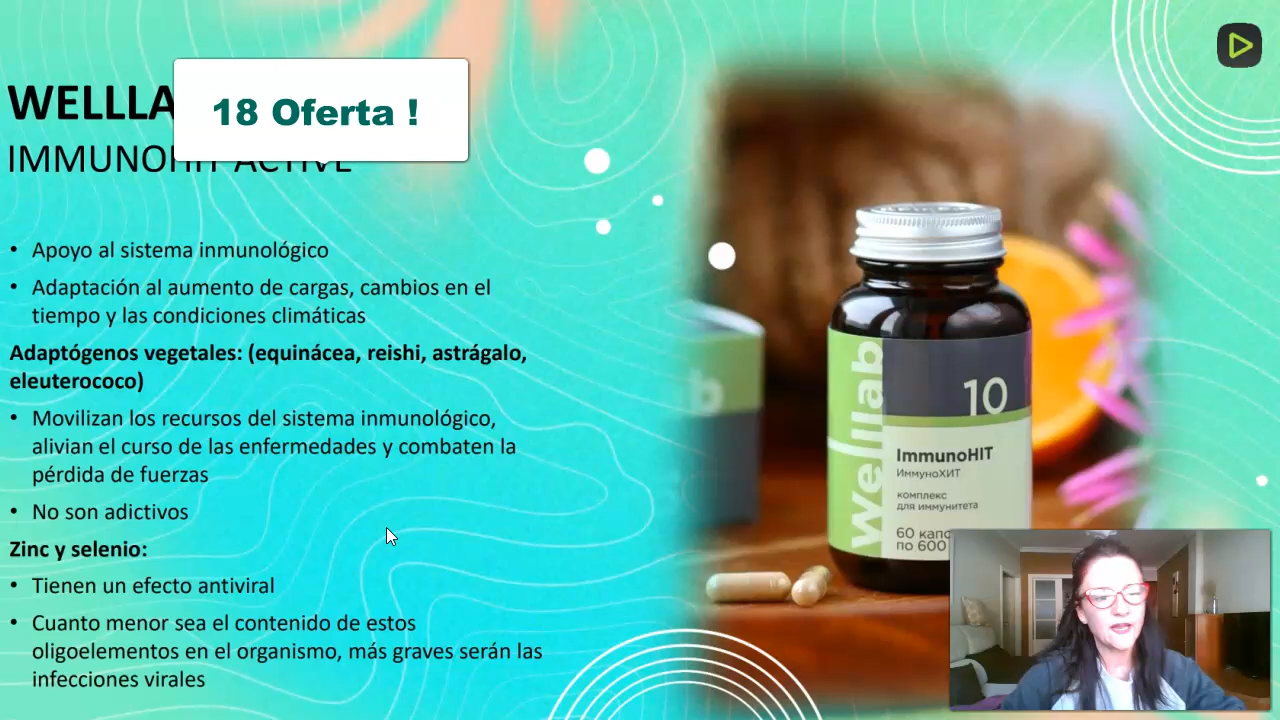 WELLLA
18 Oferta !
IMMUNOHIT ACTIVE
• Apoyo al sistema inmunológico
• Adaptación al aumento de cargas, cambios en el
tiempo y las condiciones climáticas
Adaptógenos vegetales: (equinácea, reishi, astrágalo,
eleuterococo)
• Movilizan los recursos del sistema inmunológico,
alivian el curso de las enfermedades y combaten la
pérdida de fuerzas
• No son adictivos
Zinc y selenio:
• Tienen un efecto antiviral
• Cuanto menor sea el contenido de estos
oligoelementos en el organismo, más graves serán las
infecciones virales
welllab
10
ImmunoHIT
ИммуноХИТ
комплекс
для иммунитета
60 капс
по 600